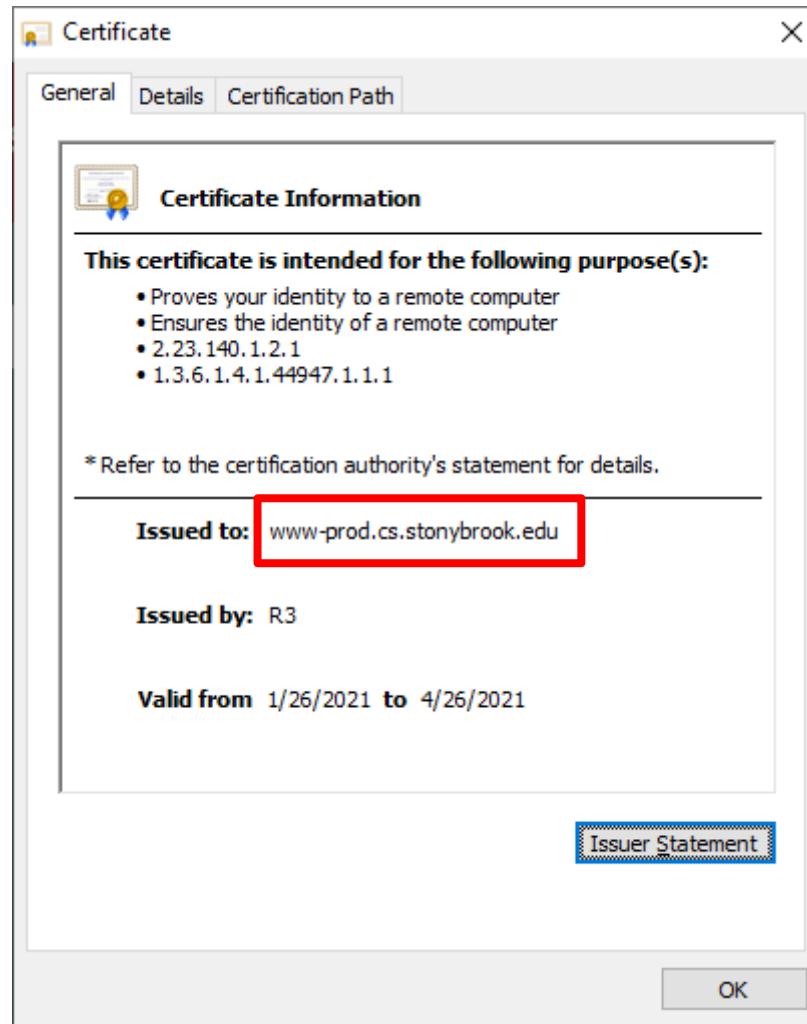 Certificate
General Details Certification Path
Certificate Information
This certificate is intended for the following purpose(s):
• Proves your identity to a remote computer
• Ensures the identity of a remote computer
• 2.23.140.1.2.1
• 1.3.6.1.4.1.44947.1.1.1
* Refer to the certification authority's statement for details.
Issued to: www-prod.cs.stonybrook.edu
Issued by: R3
Valid from 1/26/2021 to 4/26/2021
Issuer Statement
OK